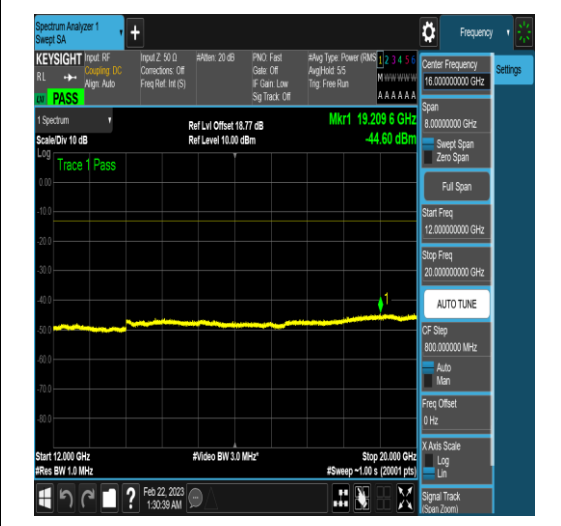 Spectrum Analyzer 1
Swept SA
Frequency
KEYSIGHT
RL
PASS
Input: RF
Coupling: DC
Align: Auto
Input Z: 50 Ω
Corrections: Off
Freq Ref: Int (S)
#Atten: 20 dB
PNO: Fast
Gate: Off
IF Gain: Low
Sig Track: Off
#Avg Type: Power (RMS
Avg|Hold: 5/5
Trig: Free Run
1 2 3 4 5 6
M W W W W W
A A A A A A
1 Spectrum
Scale/Div 10 dB
Ref Lvl Offset 18.77 dB
Ref Level 10.00 dBm
Mkr1 19.209 6 GHz
-44.60 dBm
Log
Trace 1 Pass
0.00
-10.0
-20.0
-30.0
-40.0
-50.0
-60.0
-70.0
-80.0
1
Start 12.000 GHz
#Res BW 1.0 MHz
#Video BW 3.0 MHz*
Stop 20.000 GHz
#Sweep ~1.00 s (20001 pts)
Feb 22, 2023
1:30:39 AM
Center Frequency
16.000000000 GHz
Span
8.00000000 GHz
Swept Span
Zero Span
Full Span
Start Freq
12.000000000 GHz
Stop Freq
20.000000000 GHz
AUTO TUNE
CF Step
800.000000 MHz
Auto
Man
Freq Offset
0 Hz
X Axis Scale
Log
Lin
Signal Track
(Span Zoom)
Settings